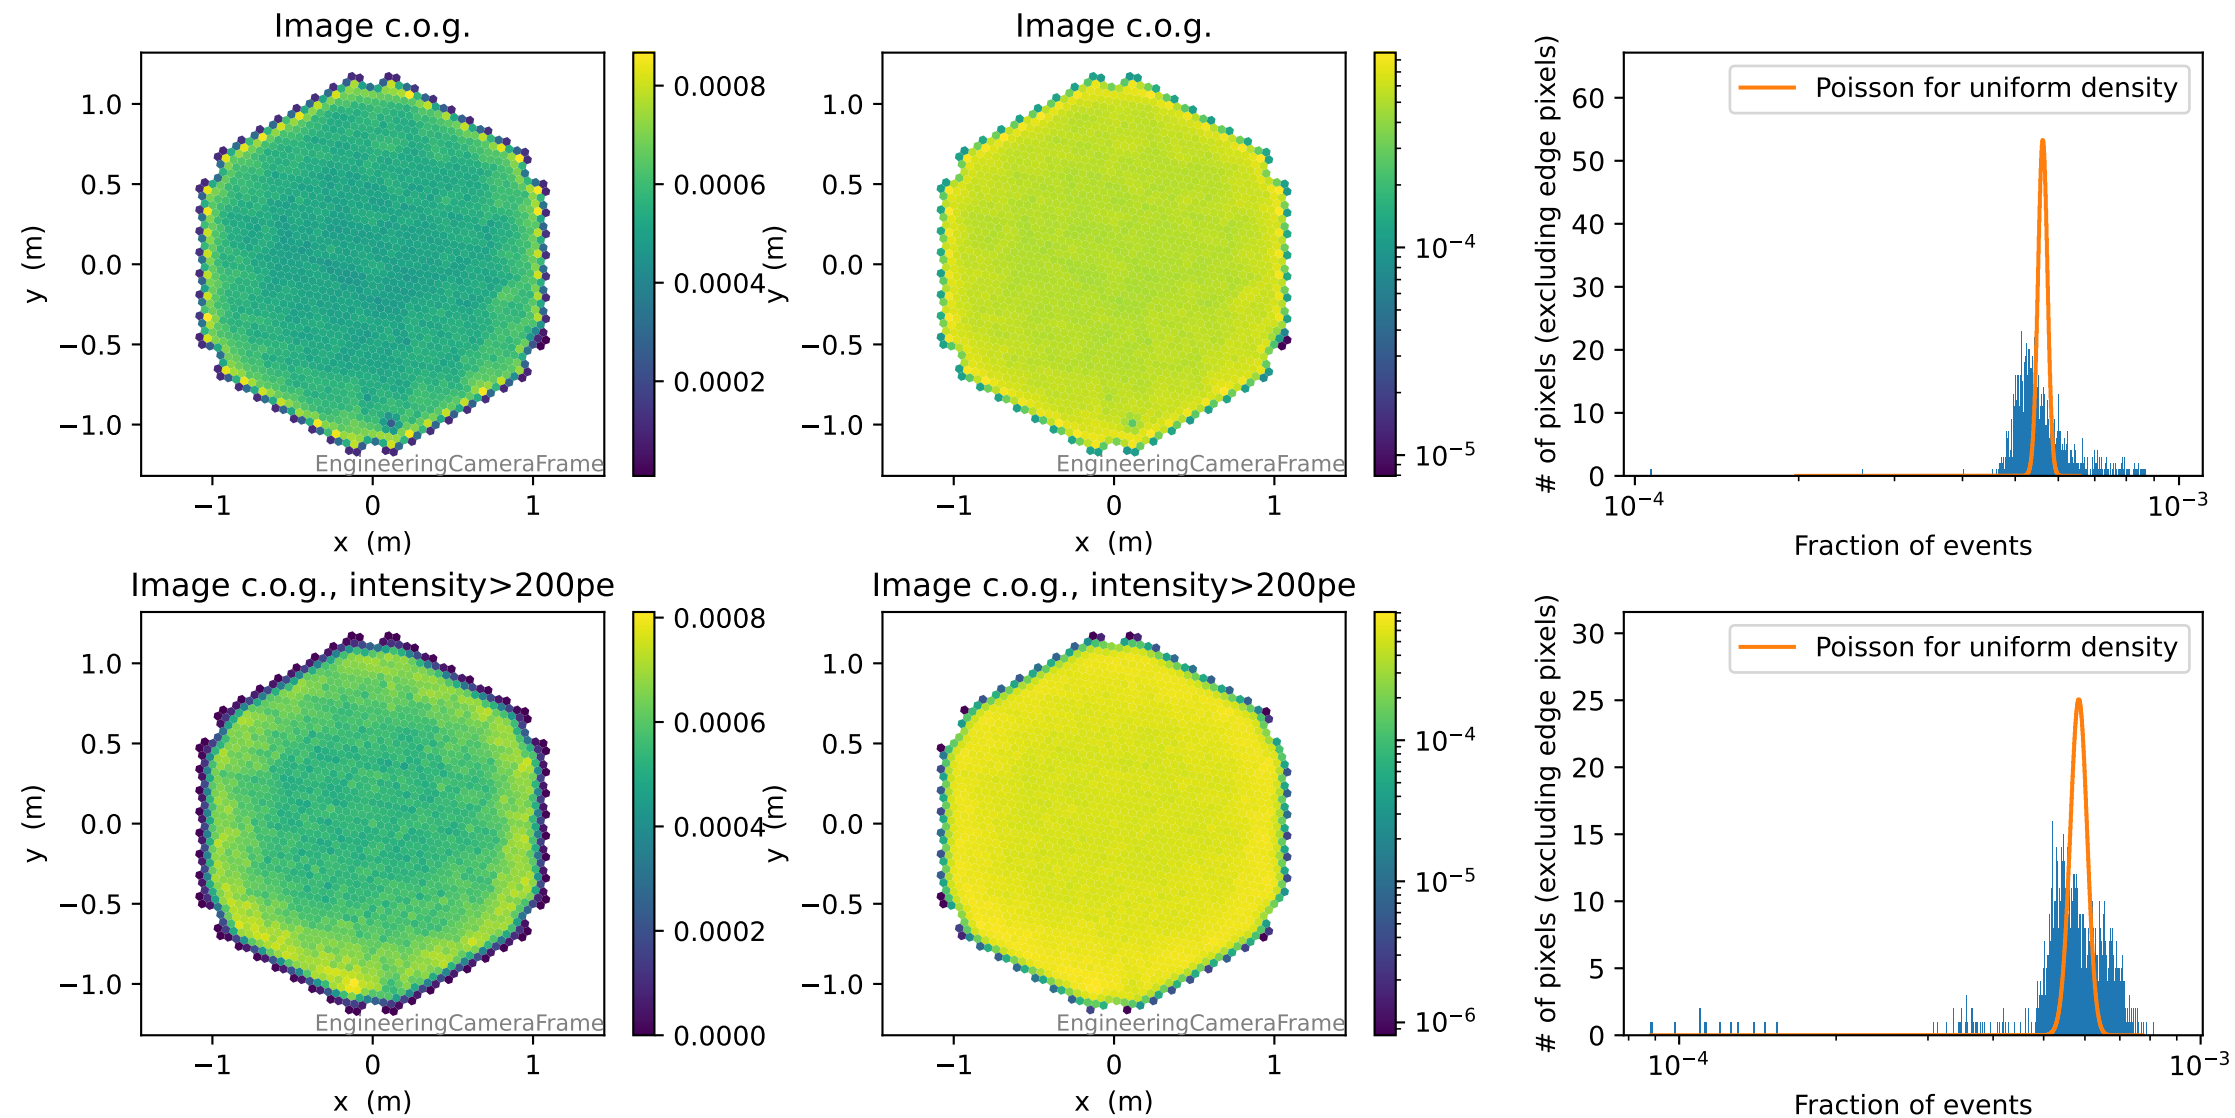 Image c.o.g.
1.0
0.5
0.0
−0.5
−1.0
y (m)
−1
0
1
x (m)
EngineeringCameraFrame
0.0008
0.0006
0.0004
0.0002
Image c.o.g.
1.0
0.5
0.0
−0.5
−1.0
y (m)
−1
0
1
x (m)
EngineeringCameraFrame
10⁻⁴
10⁻⁵
# of pixels (excluding edge pixels)
60
50
40
30
20
10
0
Poisson for uniform density
10⁻⁴
10⁻³
Fraction of events
Image c.o.g., intensity>200pe
1.0
0.5
0.0
−0.5
−1.0
y (m)
−1
0
1
x (m)
EngineeringCameraFrame
0.0008
0.0006
0.0004
0.0002
0.0000
Image c.o.g., intensity>200pe
1.0
0.5
0.0
−0.5
−1.0
y (m)
−1
0
1
x (m)
EngineeringCameraFrame
10⁻⁴
10⁻⁵
10⁻⁶
# of pixels (excluding edge pixels)
30
25
20
15
10
5
0
Poisson for uniform density
10⁻⁴
10⁻³
Fraction of events